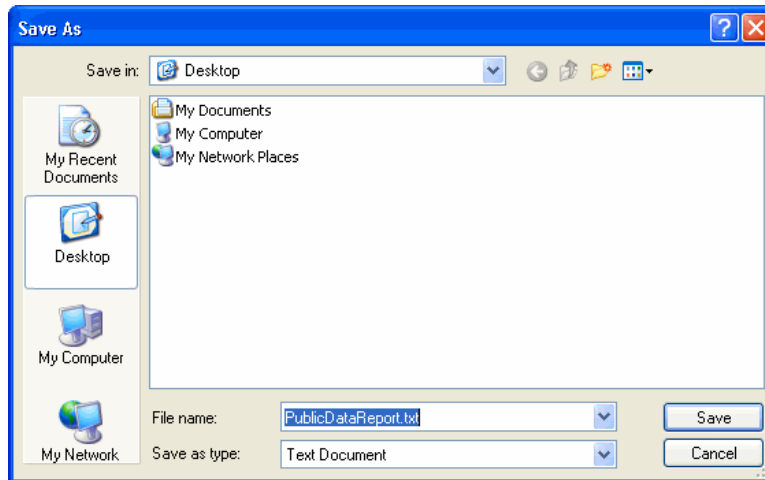 Save As
Save in:
Desktop
My Recent
Documents
Desktop
My Computer
My Network
My Documents
My Computer
My Network Places
File name:
PublicDataReport.txt
Save
Save as type:
Text Document
Cancel